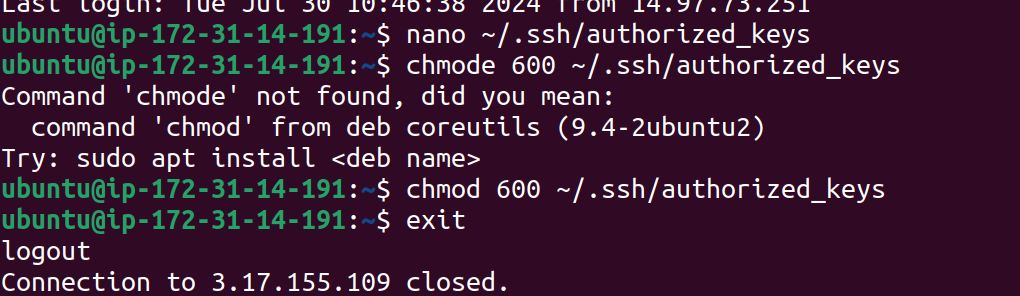 Last login: Tue Jul 30 10:46:38 2024 from 14.97.73.251
ubuntu@ip-172-31-14-191:~$ nano ~/.ssh/authorized_keys
ubuntu@ip-172-31-14-191:~$ chmode 600 ~/.ssh/authorized_keys
Command 'chmode' not found, did you mean:
  command 'chmod' from deb coreutils (9.4-2ubuntu2)
Try: sudo apt install <deb name>
ubuntu@ip-172-31-14-191:~$ chmod 600 ~/.ssh/authorized_keys
ubuntu@ip-172-31-14-191:~$ exit
logout
Connection to 3.17.155.109 closed.